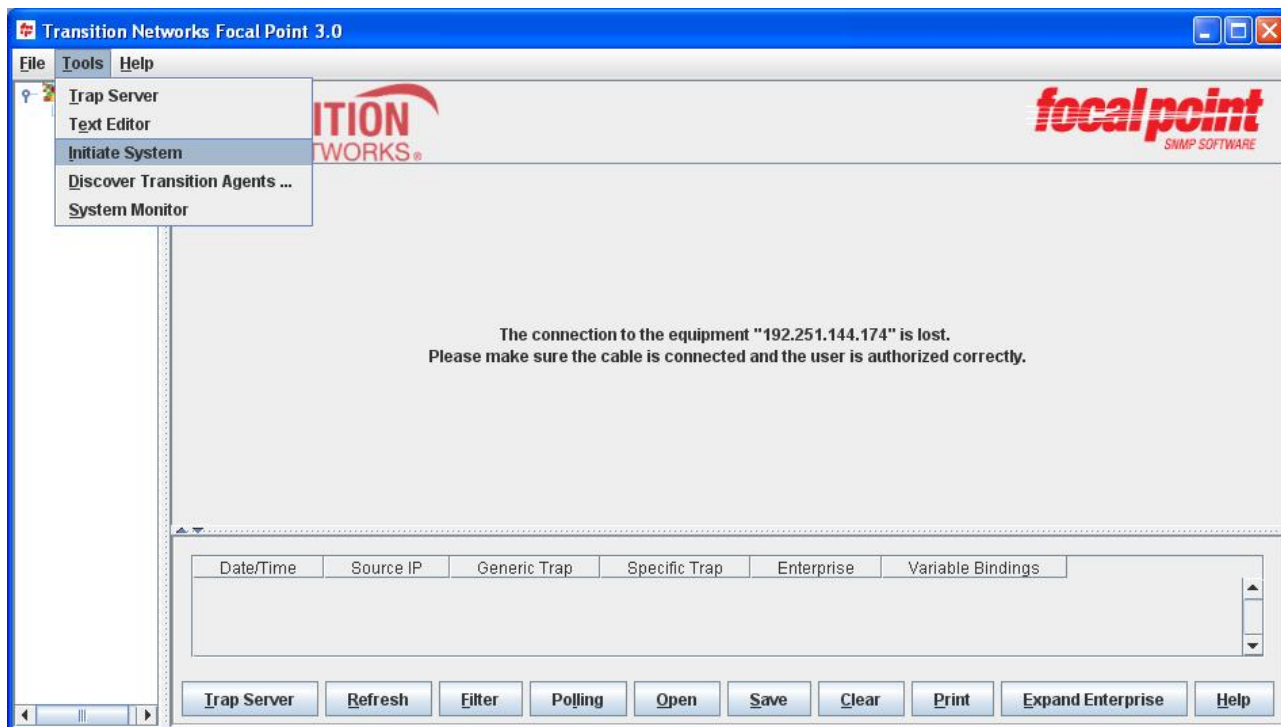 Transition Networks Focal Point 3.0
File Tools Help
Trap Server
Text Editor
Initiate System
Discover Transition Agents ...
System Monitor
focal point
SNMP SOFTWARE
The connection to the equipment "192.251.144.174" is lost.
Please make sure the cable is connected and the user is authorized correctly.
Date/Time Source IP Generic Trap Specific Trap Enterprise Variable Bindings
Trap Server Refresh Filter Polling Open Save Clear Print Expand Enterprise Help